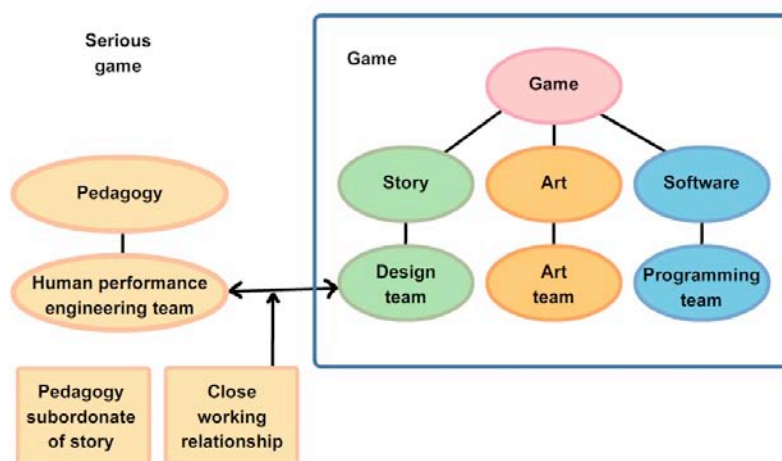 Serious
game
Game
Game
Story
Art
Software
Pedagogy
Human performance
engineering team
Design
team
Art
team
Programming
team
Pedagogy
subordonate
of story
Close
working
relationship